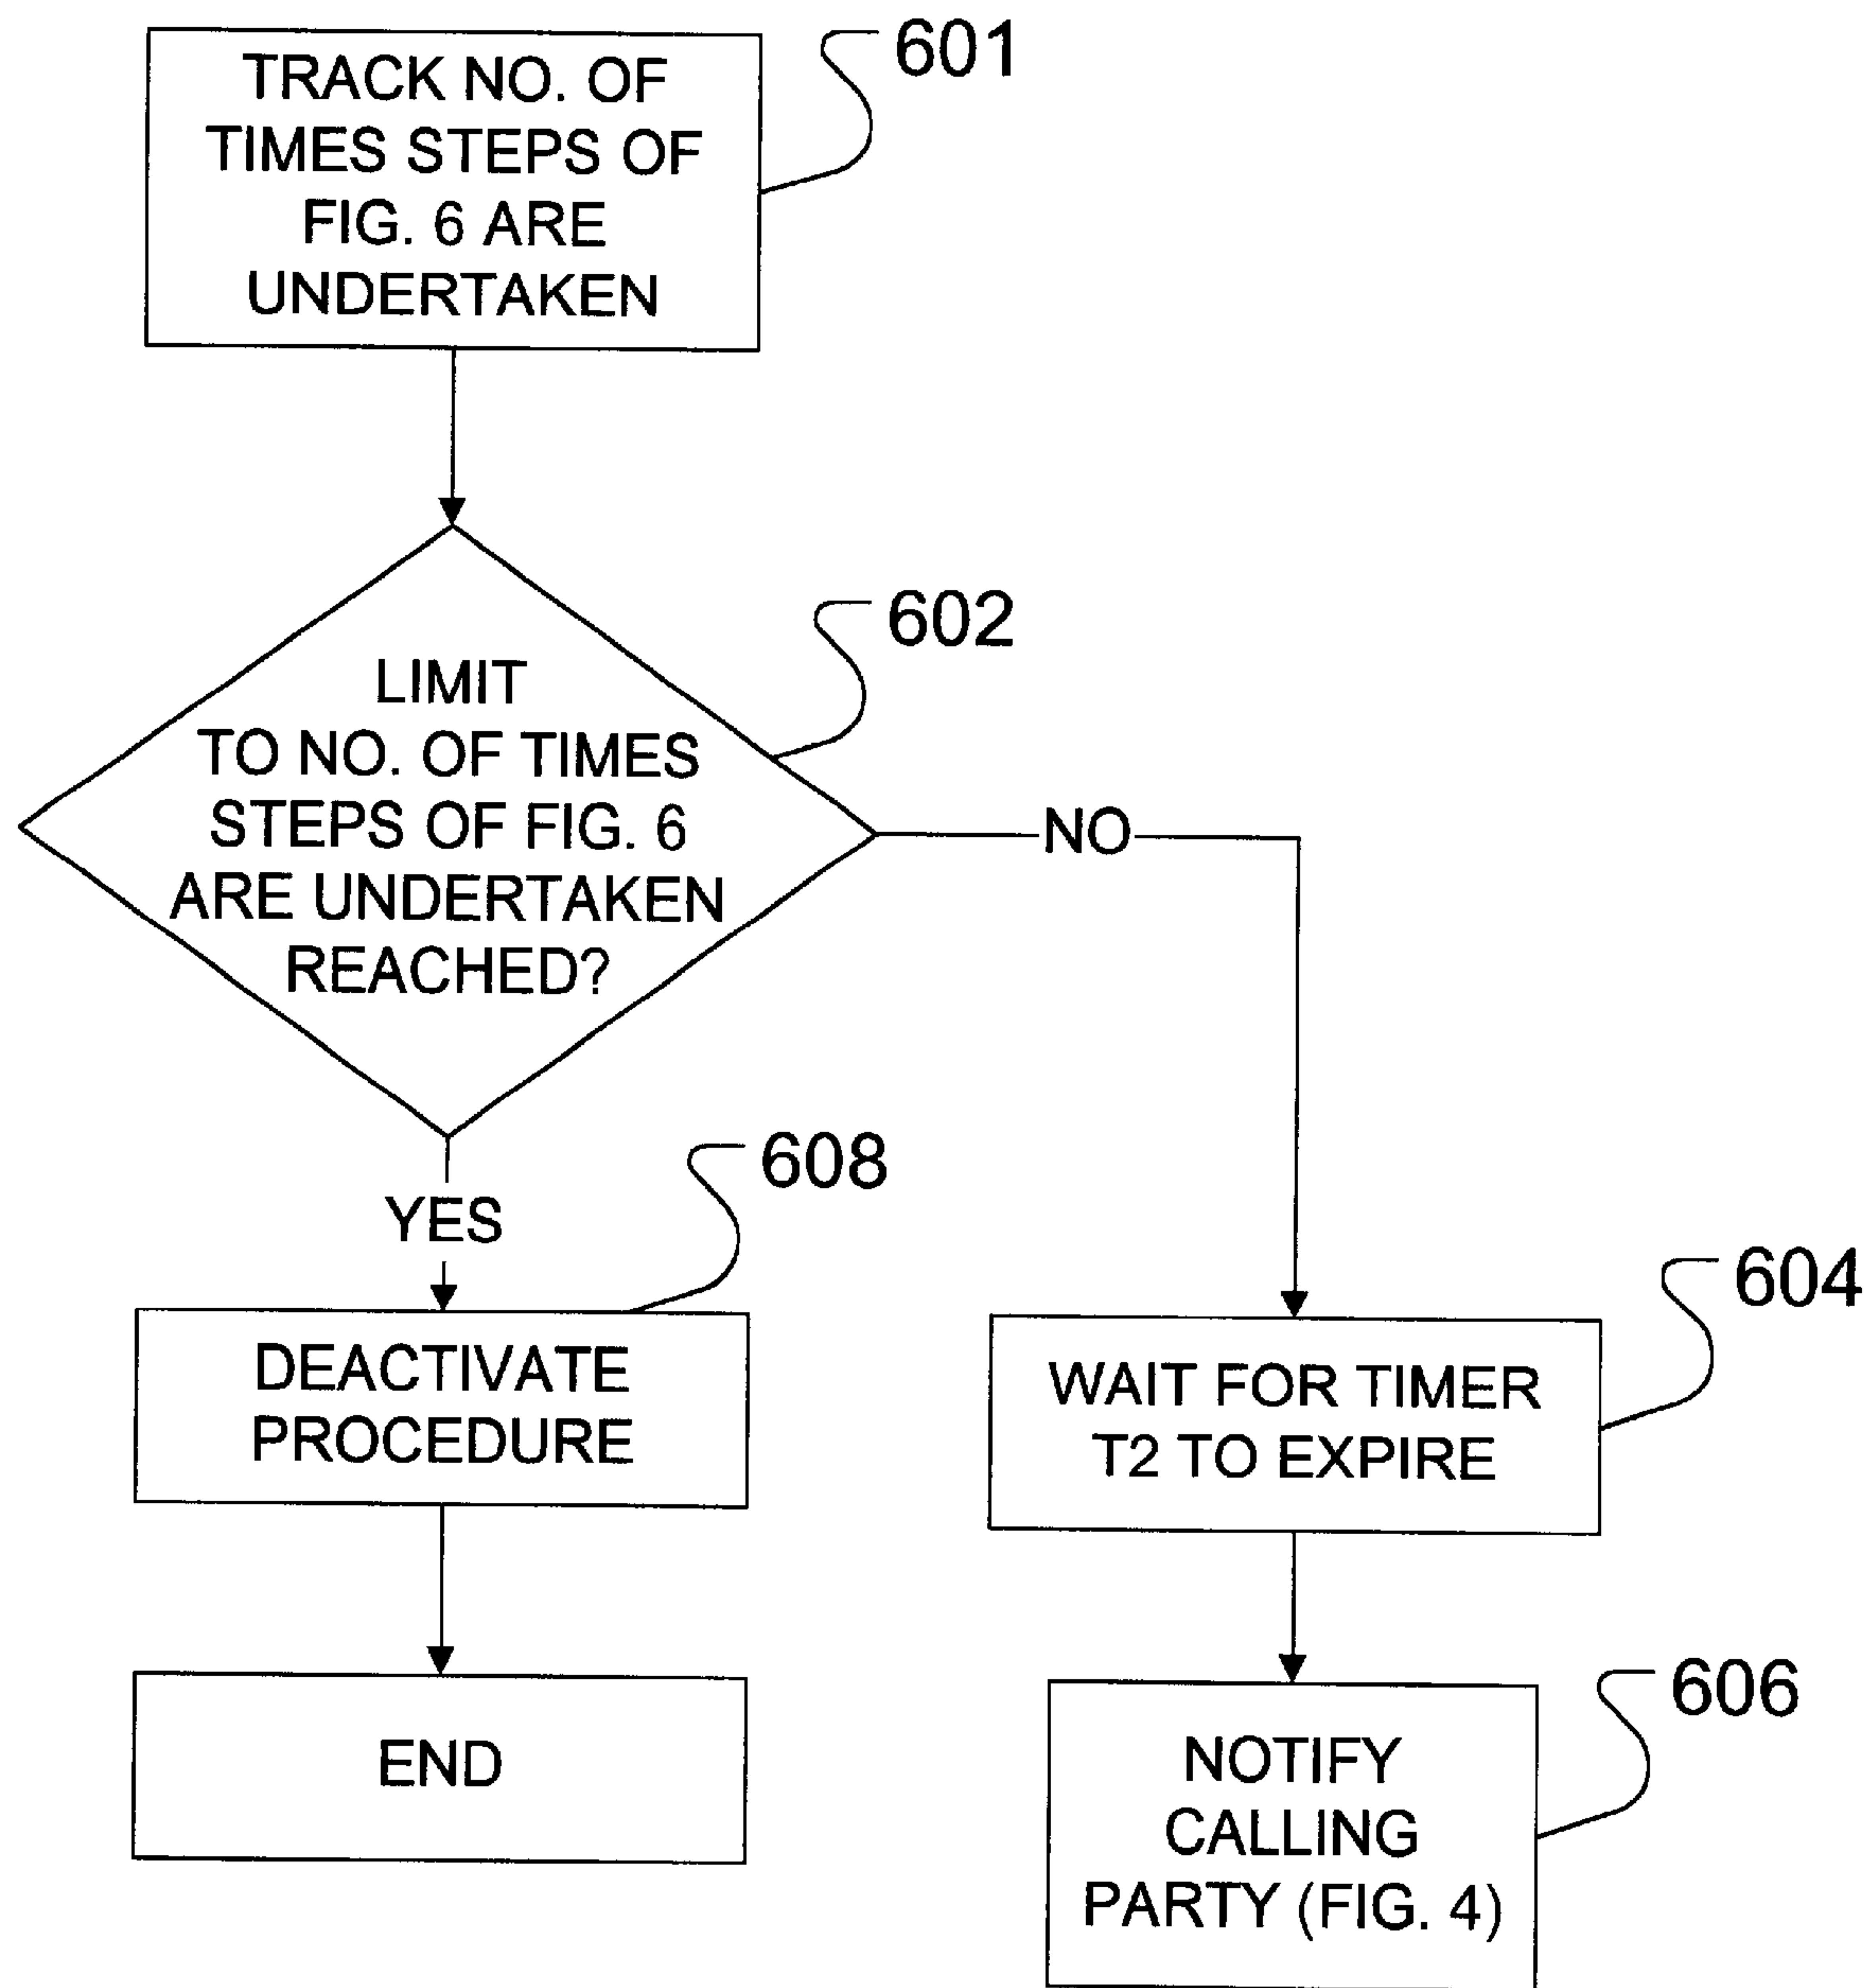 TRACK NO. OF
TIMES STEPS OF
FIG. 6 ARE
UNDERTAKEN
601
LIMIT
TO NO. OF TIMES
STEPS OF FIG. 6
ARE UNDERTAKEN
REACHED?
602
NO
YES
608
DEACTIVATE
PROCEDURE
604
WAIT FOR TIMER
T2 TO EXPIRE
END
606
NOTIFY
CALLING
PARTY (FIG. 4)